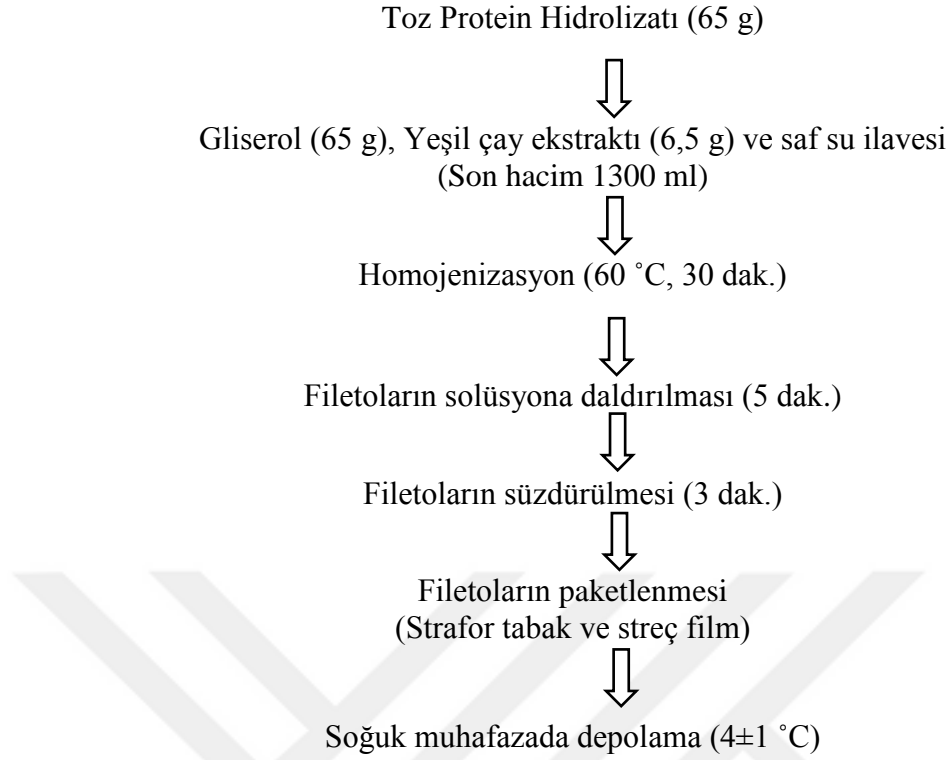 Toz Protein Hidrolizatı (65 g)
Gliserol (65 g), Yeşil çay ekstraktı (6,5 g) ve saf su ilavesi
(Son hacim 1300 ml)
Homojenizasyon (60 ˚C, 30 dak.)
Filetoların solüsyona daldırılması (5 dak.)
Filetoların süzdürülmesi (3 dak.)
Filetoların paketlenmesi
(Strafor tabak ve streç film)
Soğuk muhafazada depolama (4±1 ˚C)